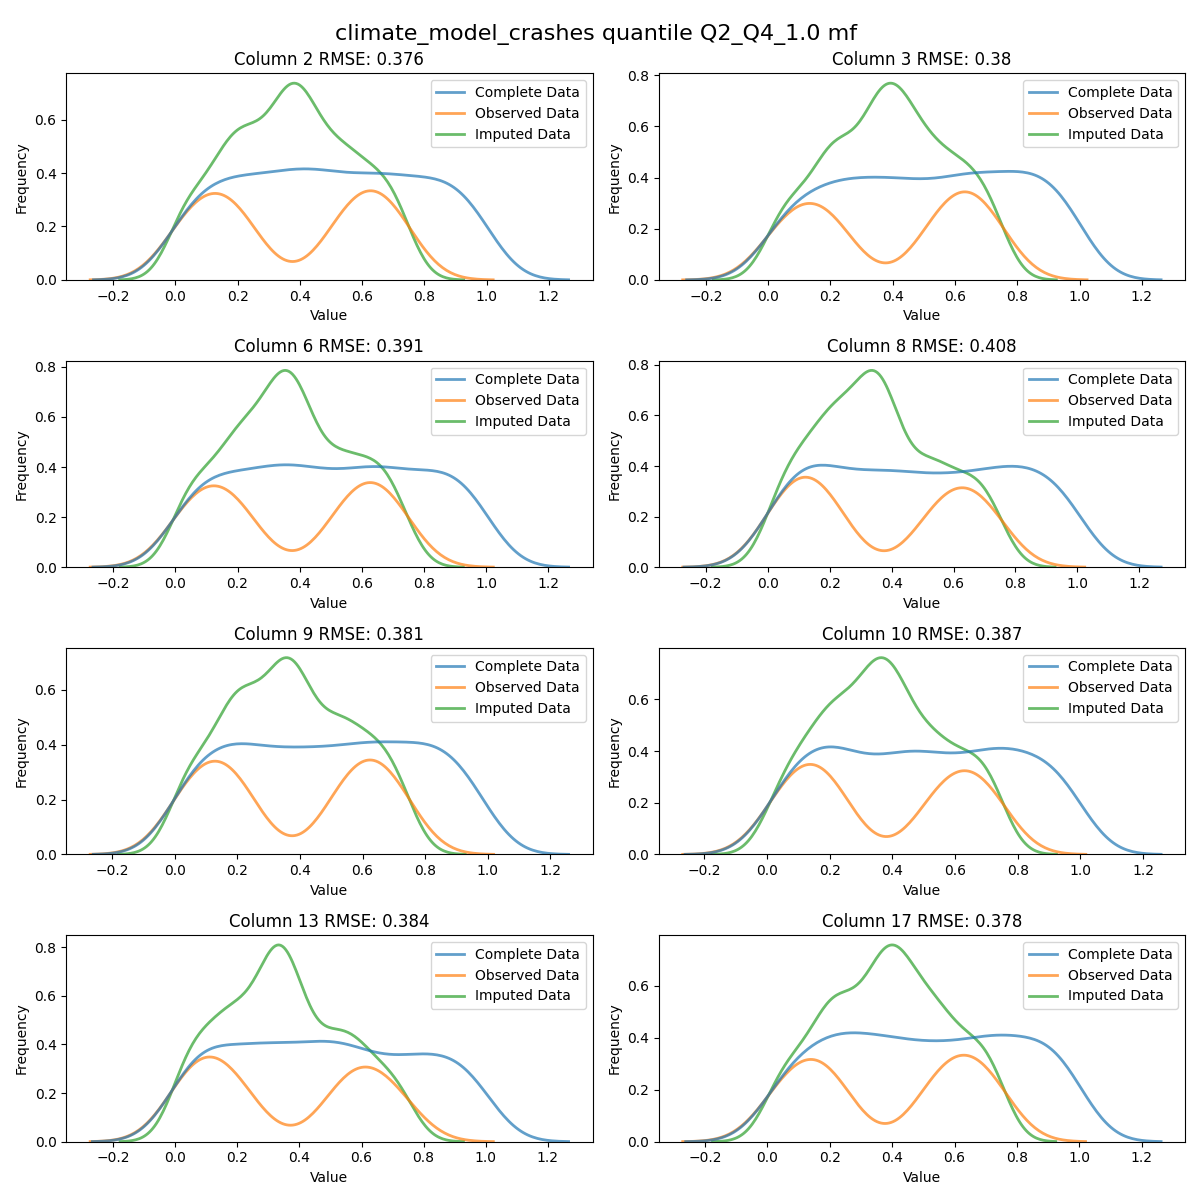 climate_model_crashes quantile Q2_Q4_1.0 mf
Column 2 RMSE: 0.376
Frequency
0.6
0.4
0.2
0.0
Complete Data
Observed Data
Imputed Data
−0.2 0.0 0.2 0.4 0.6 0.8 1.0 1.2
Value
Column 3 RMSE: 0.38
Frequency
0.8
0.6
0.4
0.2
0.0
Complete Data
Observed Data
Imputed Data
−0.2 0.0 0.2 0.4 0.6 0.8 1.0 1.2
Value
Column 6 RMSE: 0.391
Frequency
0.8
0.6
0.4
0.2
0.0
Complete Data
Observed Data
Imputed Data
−0.2 0.0 0.2 0.4 0.6 0.8 1.0 1.2
Value
Column 8 RMSE: 0.408
Frequency
0.8
0.6
0.4
0.2
0.0
Complete Data
Observed Data
Imputed Data
−0.2 0.0 0.2 0.4 0.6 0.8 1.0 1.2
Value
Column 9 RMSE: 0.381
Frequency
0.6
0.4
0.2
0.0
Complete Data
Observed Data
Imputed Data
−0.2 0.0 0.2 0.4 0.6 0.8 1.0 1.2
Value
Column 10 RMSE: 0.387
Frequency
0.6
0.4
0.2
0.0
Complete Data
Observed Data
Imputed Data
−0.2 0.0 0.2 0.4 0.6 0.8 1.0 1.2
Value
Column 13 RMSE: 0.384
Frequency
0.8
0.6
0.4
0.2
0.0
Complete Data
Observed Data
Imputed Data
−0.2 0.0 0.2 0.4 0.6 0.8 1.0 1.2
Value
Column 17 RMSE: 0.378
Frequency
0.6
0.4
0.2
0.0
Complete Data
Observed Data
Imputed Data
−0.2 0.0 0.2 0.4 0.6 0.8 1.0 1.2
Value